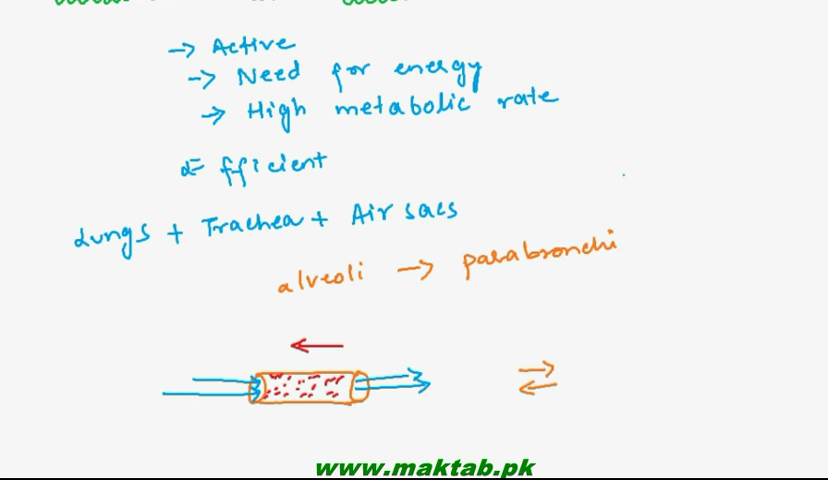 → Active
→ Need for energy
→ High metabolic rate
Efficient
Lungs + Trachea + Air sacs
alveoli → parabronchi
www.maktab.pk